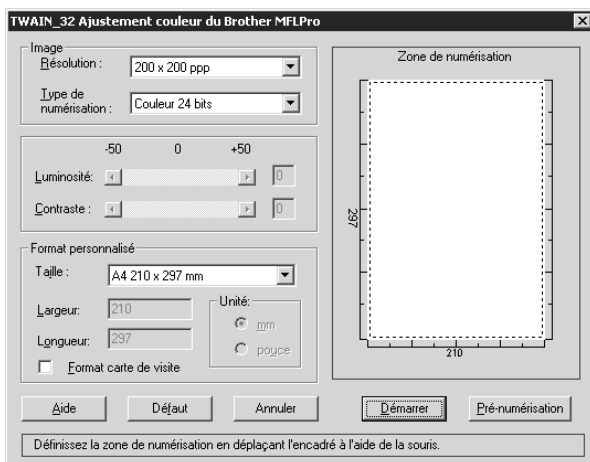 TWAIN_32 Ajustement couleur du Brother MFLPro
Image
Résolution :
200 x 200 ppp
Type de
numérisation :
Couleur 24 bits
-50 0 +50
Luminosité: 0
Contraste : 0
Format personnalisé
Taille :
A4 210 x 297 mm
Largeur: 210
Longueur: 297
Unité:
mm
pouce
Format carte de visite
Zone de numérisation
297
210
Aide
Défaut
Annuler
Démarrer
Pré-numérisation
Définissez la zone de numérisation en déplaçant l'encadré à l'aide de la souris.